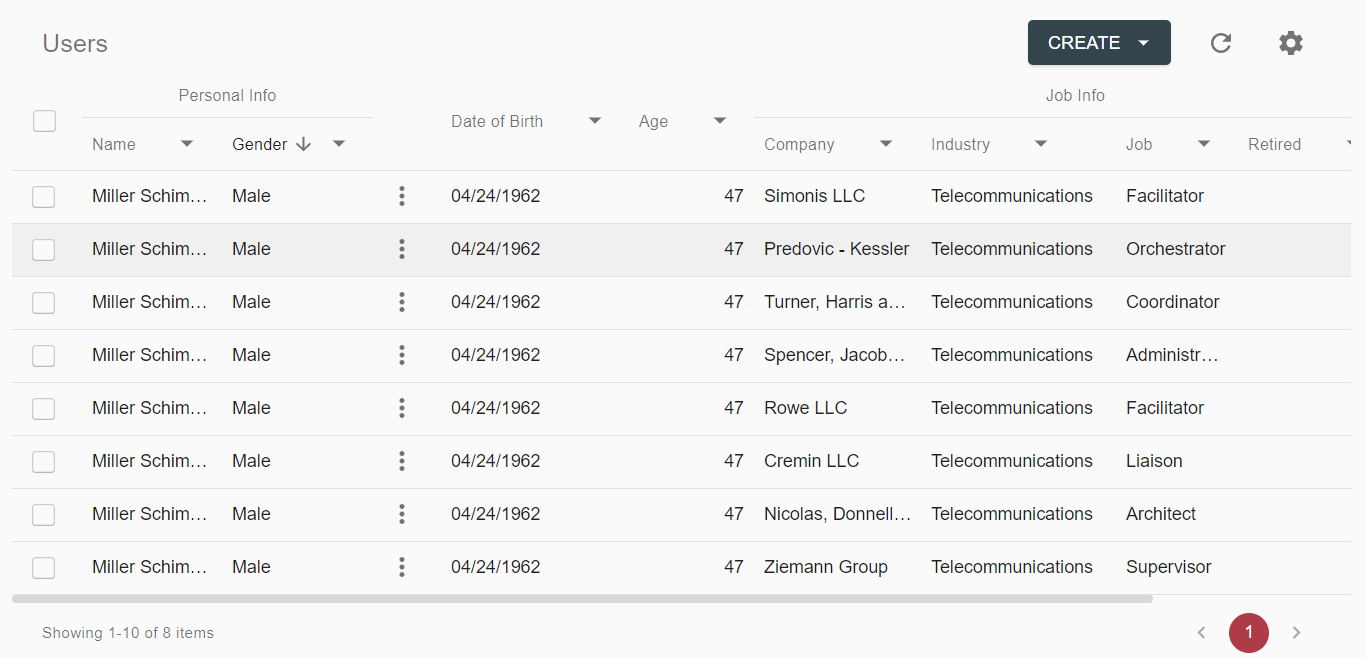 Users CREATE
Personal Info Job Info
Date of Birth Age
Name Gender Company Industry Job Retired
Miller Schim… Male 04/24/1962 47 Simonis LLC Telecommunications Facilitator
Miller Schim… Male 04/24/1962 47 Predovic - Kessler Telecommunications Orchestrator
Miller Schim… Male 04/24/1962 47 Turner, Harris a… Telecommunications Coordinator
Miller Schim… Male 04/24/1962 47 Spencer, Jacob… Telecommunications Administr…
Miller Schim… Male 04/24/1962 47 Rowe LLC Telecommunications Facilitator
Miller Schim… Male 04/24/1962 47 Cremin LLC Telecommunications Liaison
Miller Schim… Male 04/24/1962 47 Nicolas, Donnell… Telecommunications Architect
Miller Schim… Male 04/24/1962 47 Ziemann Group Telecommunications Supervisor
Showing 1-10 of 8 items 1